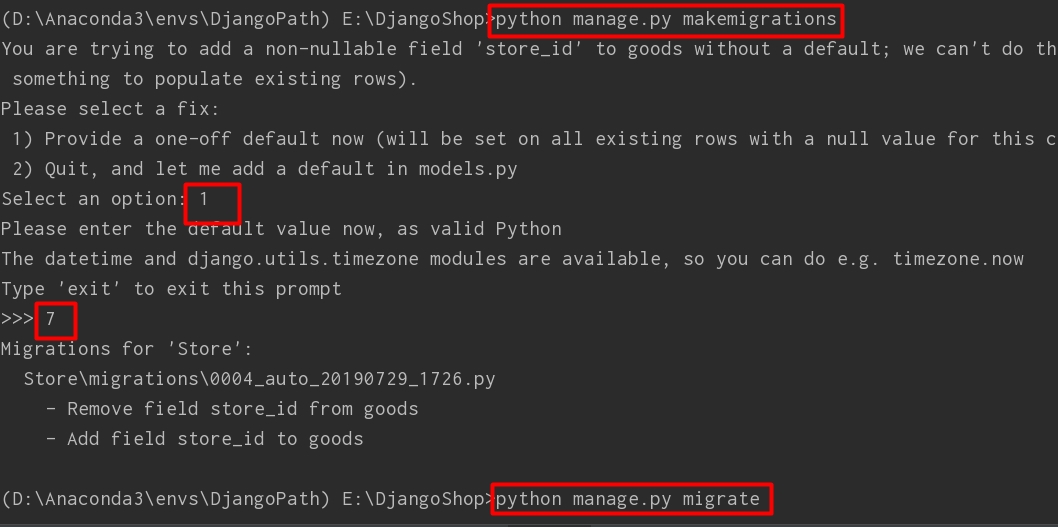 (D:\Anaconda3\envs\DjangoPath) E:\DjangoShop>python manage.py makemigrations
You are trying to add a non-nullable field 'store_id' to goods without a default; we can't do th
something to populate existing rows).
Please select a fix:
1) Provide a one-off default now (will be set on all existing rows with a null value for this c
2) Quit, and let me add a default in models.py
Select an option: 1
Please enter the default value now, as valid Python
The datetime and django.utils.timezone modules are available, so you can do e.g. timezone.now
Type 'exit' to exit this prompt
>>> 7
Migrations for 'Store':
Store\migrations\0004_auto_20190729_1726.py
- Remove field store_id from goods
- Add field store_id to goods
(D:\Anaconda3\envs\DjangoPath) E:\DjangoShop>python manage.py migrate